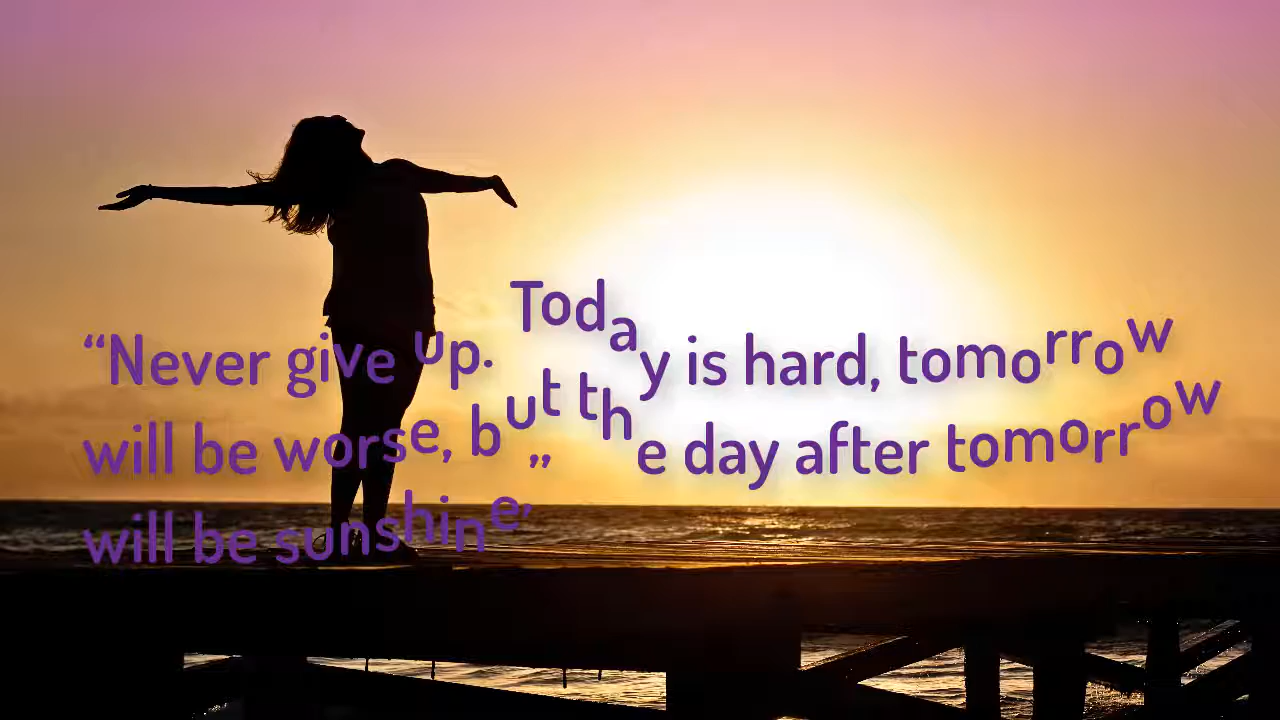 “Never give up. Today is hard, tomorrow
will be worse, but the day after tomorrow
will be sunshine,”